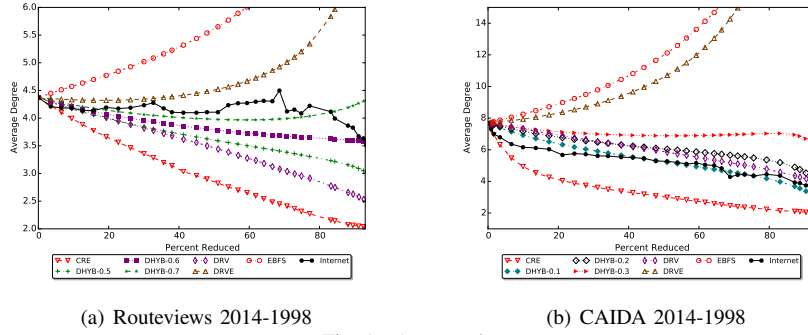 6.0
5.5
5.0
4.5
4.0
3.5
3.0
2.5
2.0
Average Degree
0 20 40 60 80
Percent Reduced
CRE DHYB-0.6 DRV EBFS Internet
DHYB-0.5 DHYB-0.7 DRVE
(a) Routeviews 2014-1998
14
12
10
8
6
4
2
Average Degree
0 20 40 60 80
Percent Reduced
CRE DHYB-0.2 DRV EBFS Internet
DHYB-0.1 DHYB-0.3 DRVE
(b) CAIDA 2014-1998